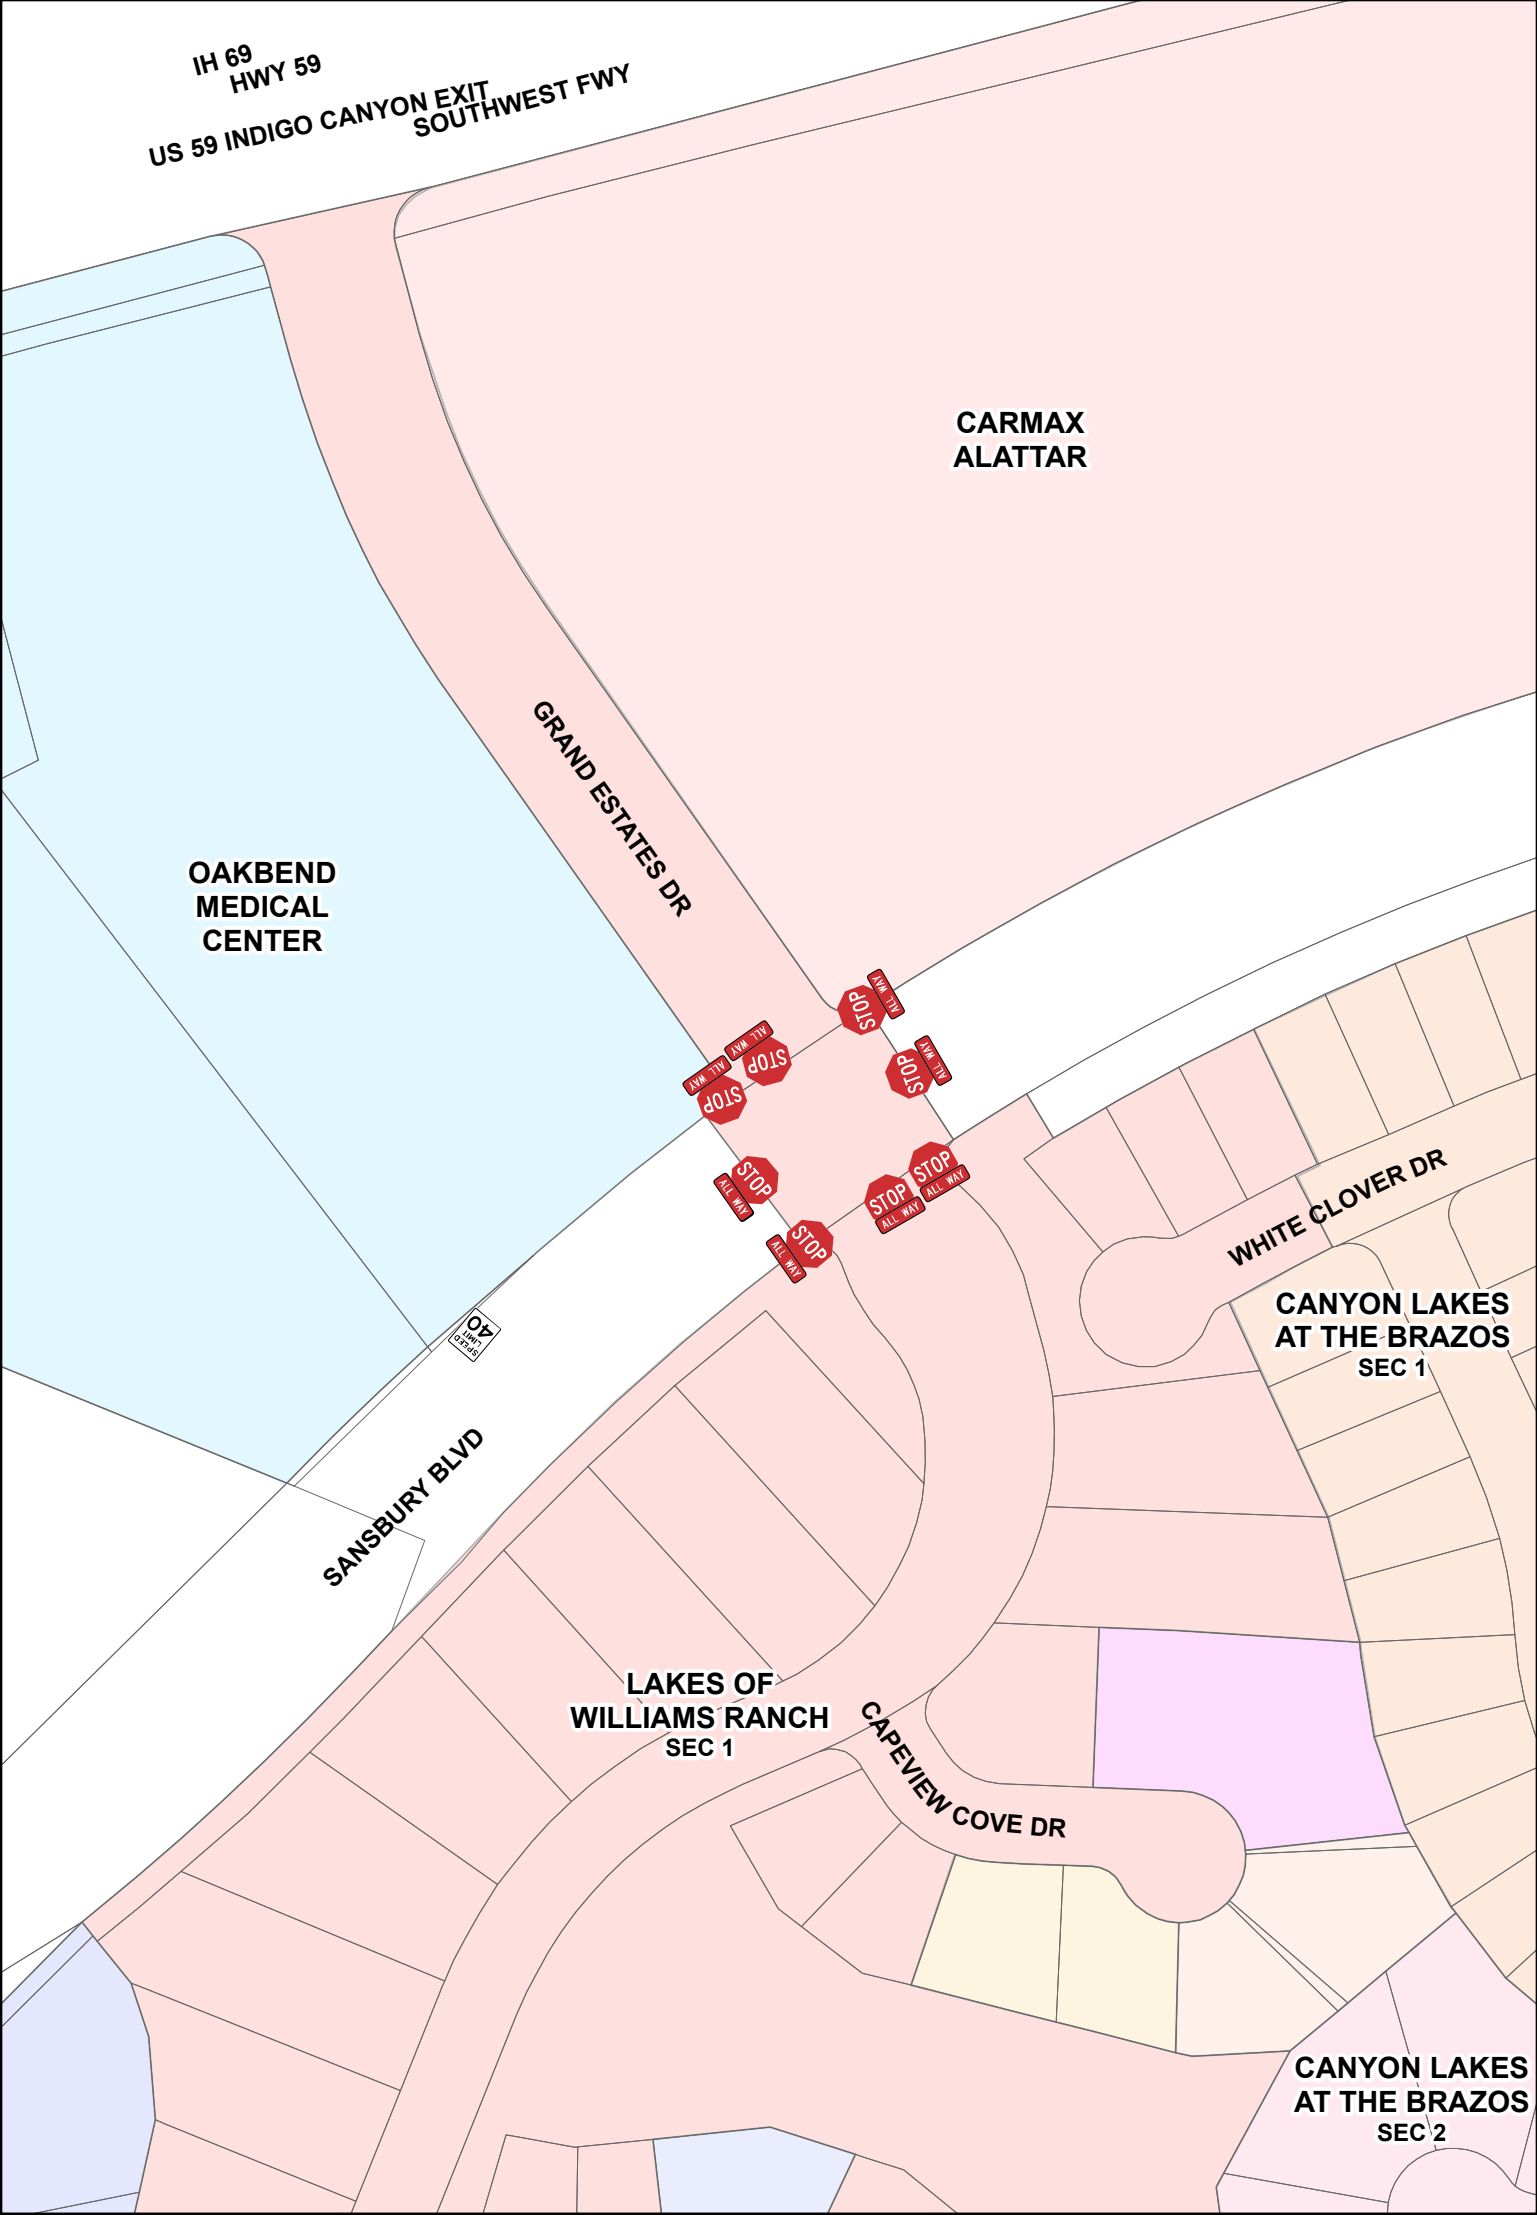 IH 69
HWY 59
US 59 INDIGO CANYON EXIT
SOUTHWEST FWY
CARMAX
ALATTAR
GRAND ESTATES DR
OAKBEND
MEDICAL
CENTER
STOP
ALL WAY
ALL WAY
STOP
ALL WAY
STOP
STOP
ALL WAY
STOP
ALL WAY
STOP
ALL WAY
STOP
ALL WAY
STOP
ALL WAY
WHITE CLOVER DR
SPEED
LIMIT
40
CANYON LAKES
AT THE BRAZOS
SEC 1
SANSBURY BLVD
LAKES OF
WILLIAMS RANCH
SEC 1
CAPEVIEW COVE DR
CANYON LAKES
AT THE BRAZOS
SEC 2